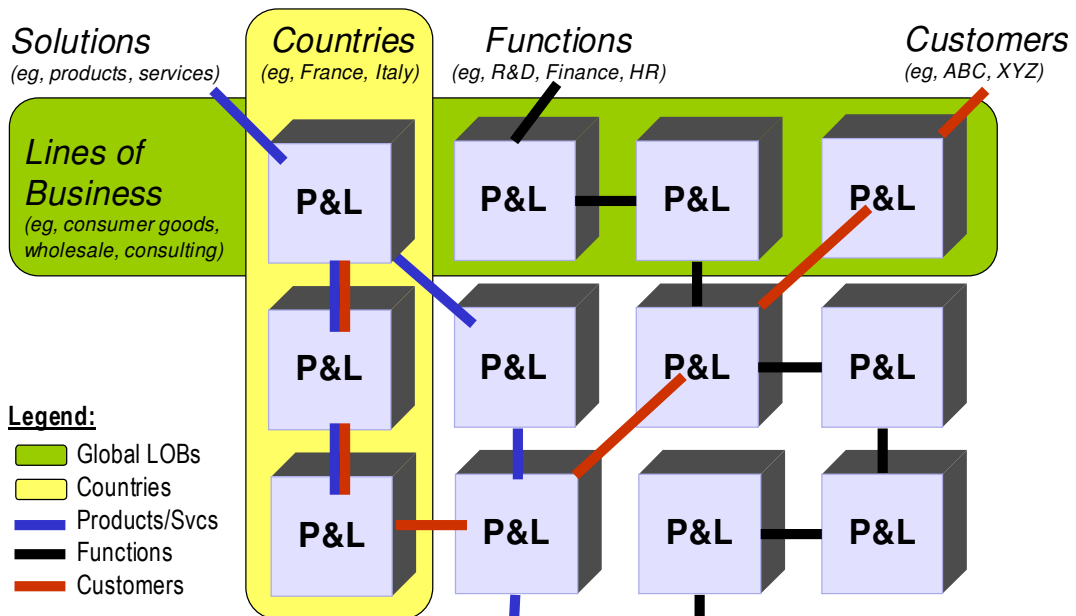 Solutions
(eg, products, services)
Countries
(eg, France, Italy)
Functions
(eg, R&D, Finance, HR)
Customers
(eg, ABC, XYZ)
Lines of
Business
(eg, consumer goods,
wholesale, consulting)
P&L
P&L
P&L
P&L
P&L
P&L
P&L
P&L
P&L
P&L
P&L
P&L
Legend:
Global LOBs
Countries
Products/Svcs
Functions
Customers